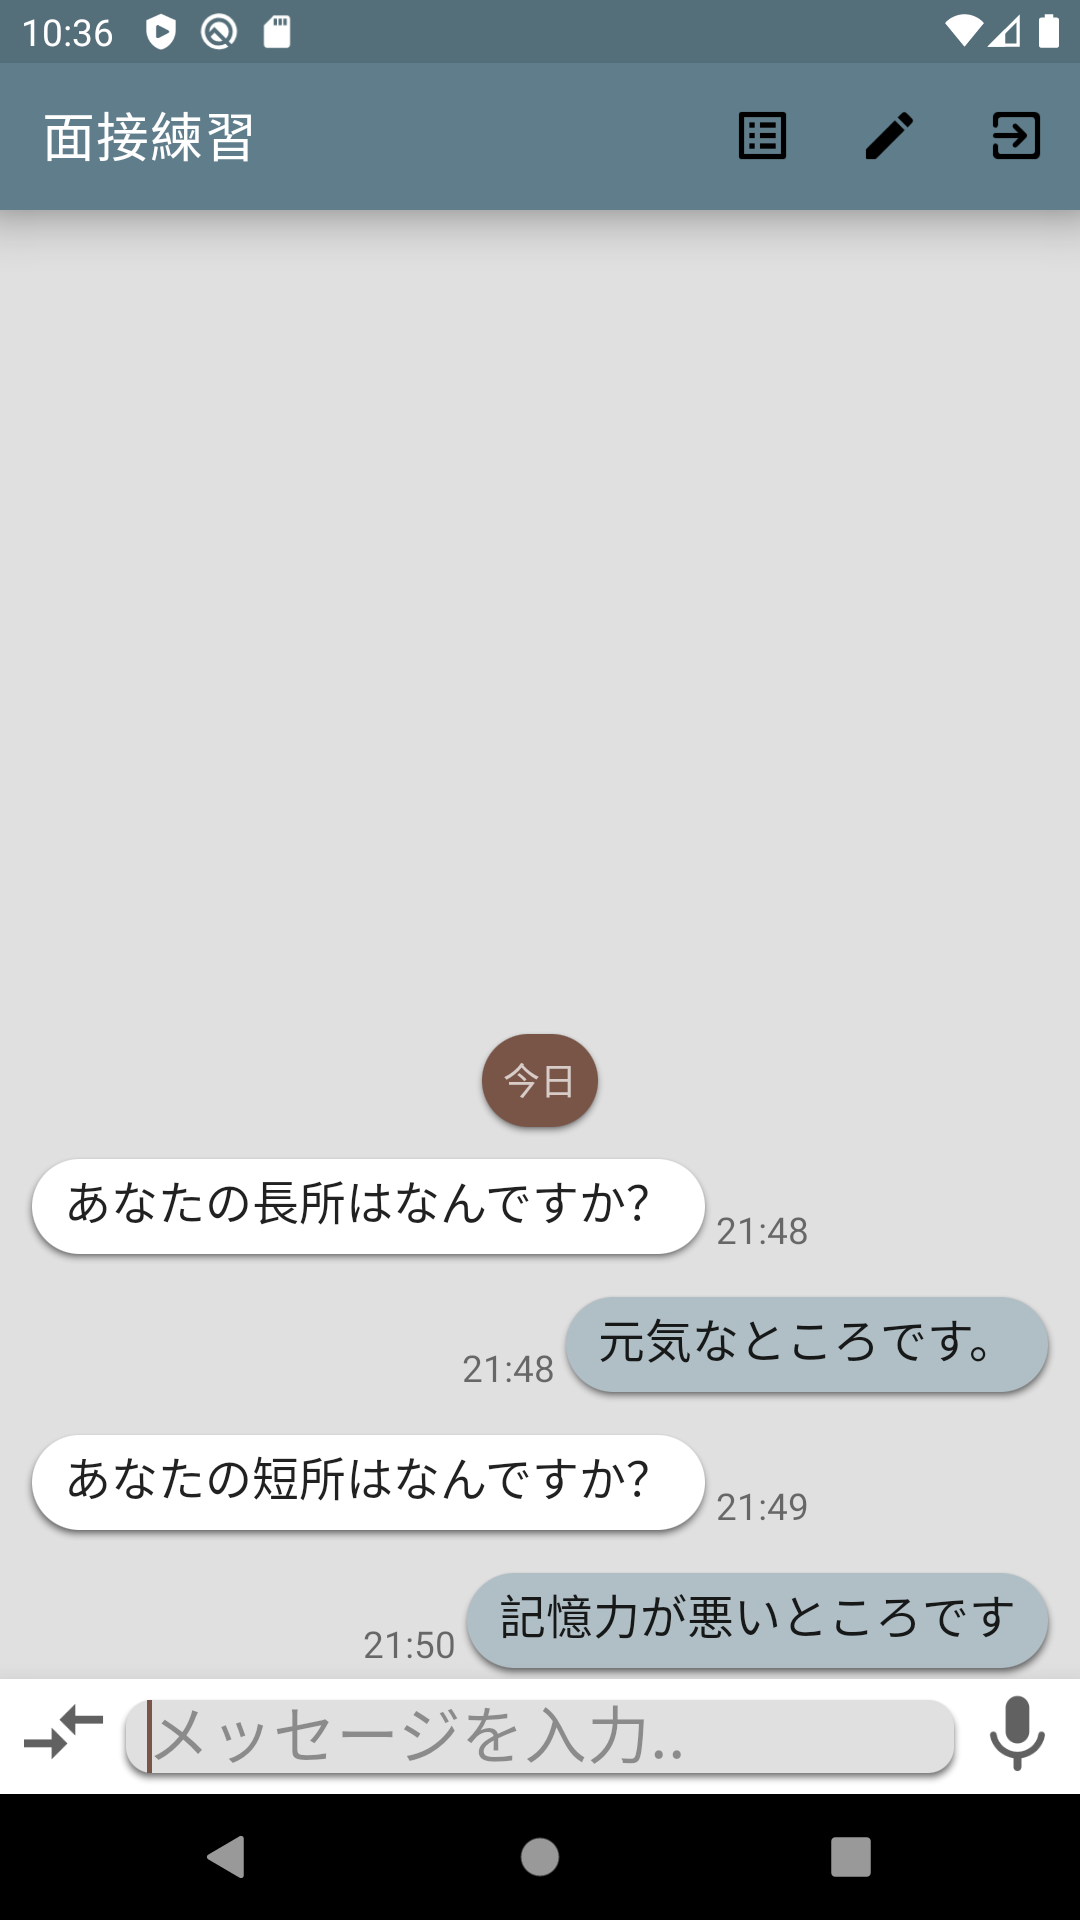 10:36
面接練習
今日
あなたの長所はなんですか？
21:48
元気なところです。
21:48
あなたの短所はなんですか？
21:49
記憶力が悪いところです
21:50
メッセージを入力..